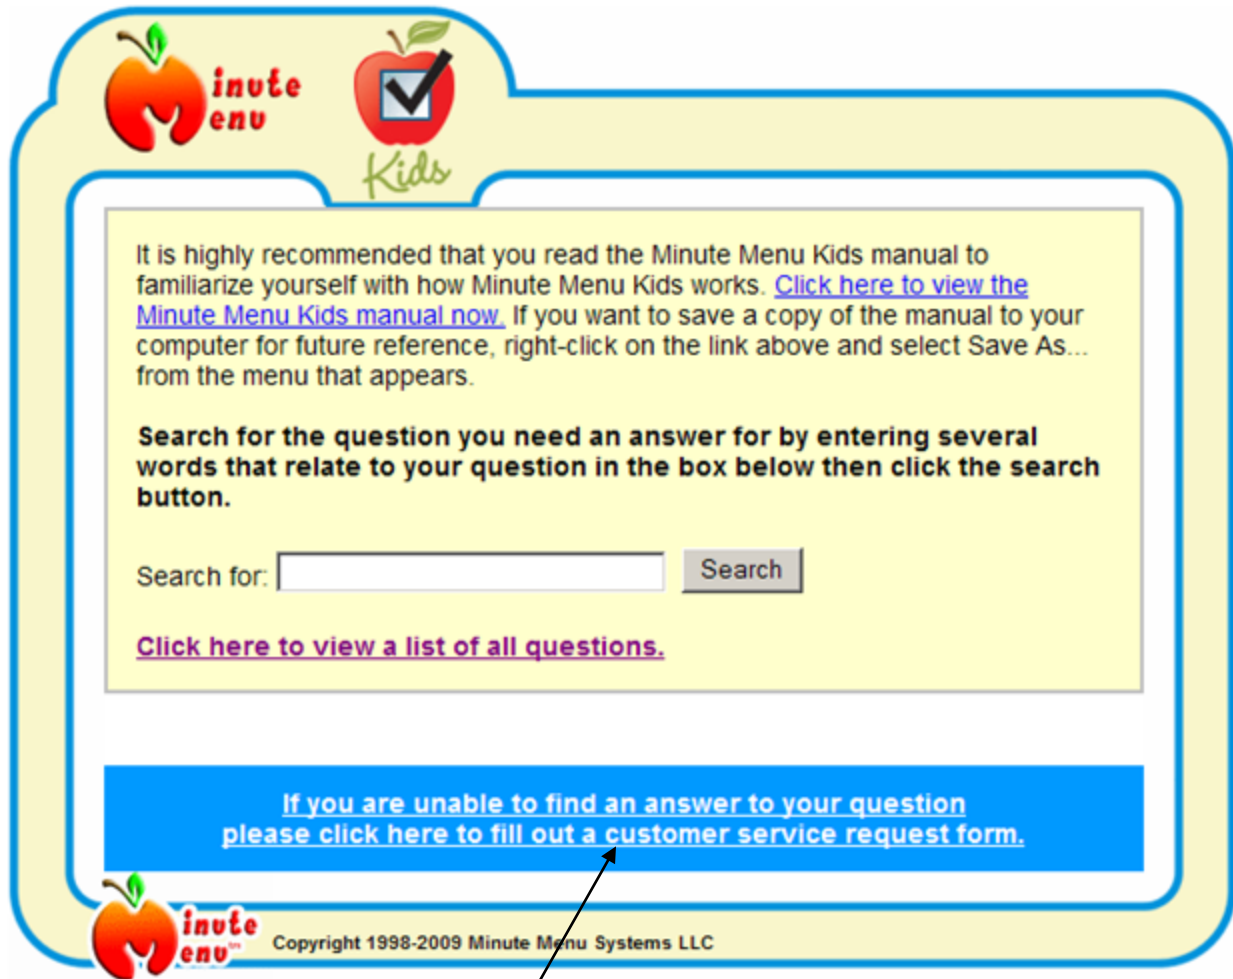 Minute
Menu
Kids
It is highly recommended that you read the Minute Menu Kids manual to
familiarize yourself with how Minute Menu Kids works. Click here to view the
Minute Menu Kids manual now. If you want to save a copy of the manual to your
computer for future reference, right-click on the link above and select Save As...
from the menu that appears.
Search for the question you need an answer for by entering several
words that relate to your question in the box below then click the search
button.
Search for: Search
Click here to view a list of all questions.
If you are unable to find an answer to your question
please click here to fill out a customer service request form.
Minute
Menu™
Copyright 1998-2009 Minute Menu Systems LLC